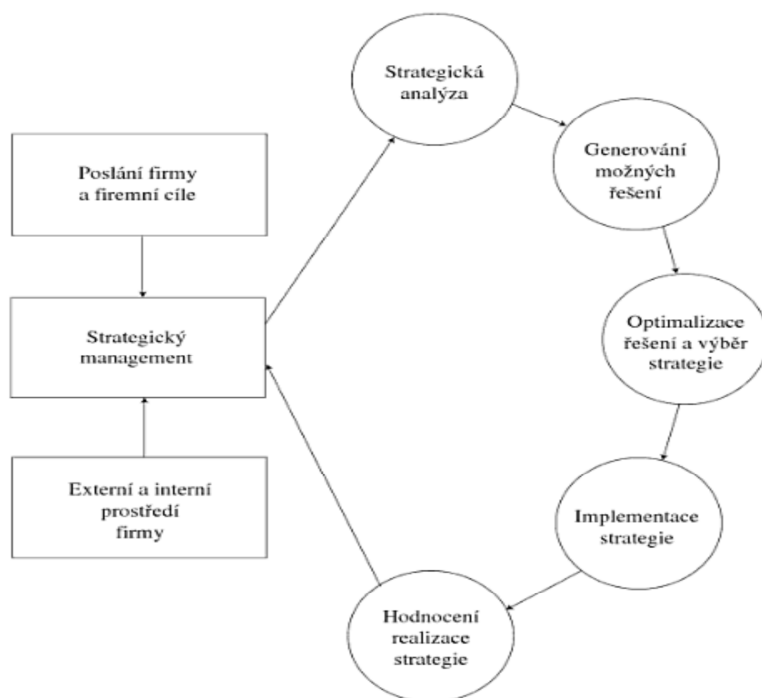 Strategická
analýza
Generování
možných
řešení
Poslání firmy
a firemní cíle
Strategický
management
Optimalizace
řešení a výběr
strategie
Externí a interní
prostředí
firmy
Implementace
strategie
Hodnocení
realizace
strategie